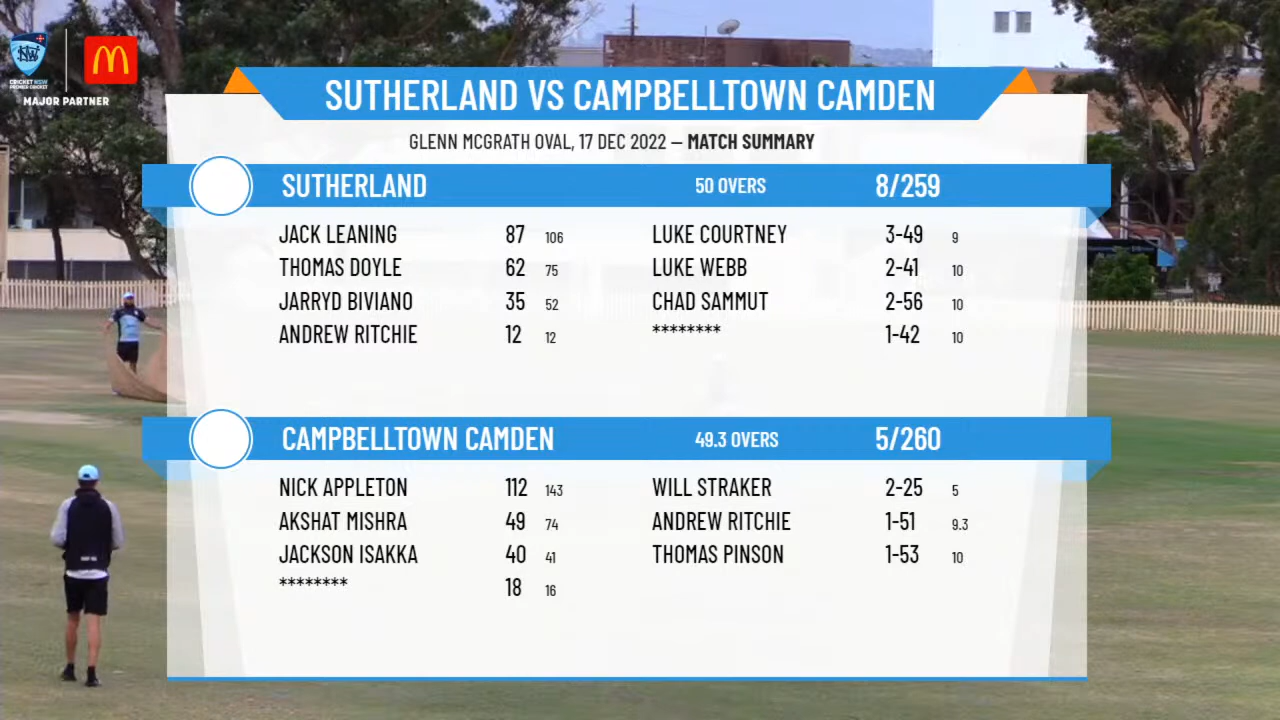 CRICKET NSW
PREMIER CRICKET
MAJOR PARTNER
SUTHERLAND VS CAMPBELLTOWN CAMDEN
GLENN MCGRATH OVAL, 17 DEC 2022 – MATCH SUMMARY
SUTHERLAND 50 OVERS 8/259
JACK LEANING 87 106 LUKE COURTNEY 3-49 9
THOMAS DOYLE 62 75 LUKE WEBB 2-41 10
JARRYD BIVIANO 35 52 CHAD SAMMUT 2-56 10
ANDREW RITCHIE 12 12 ******** 1-42 10
CAMPBELLTOWN CAMDEN 49.3 OVERS 5/260
NICK APPLETON 112 143 WILL STRAKER 2-25 5
AKSHAT MISHRA 49 74 ANDREW RITCHIE 1-51 9.3
JACKSON ISAKKA 40 41 THOMAS PINSON 1-53 10
******** 18 16